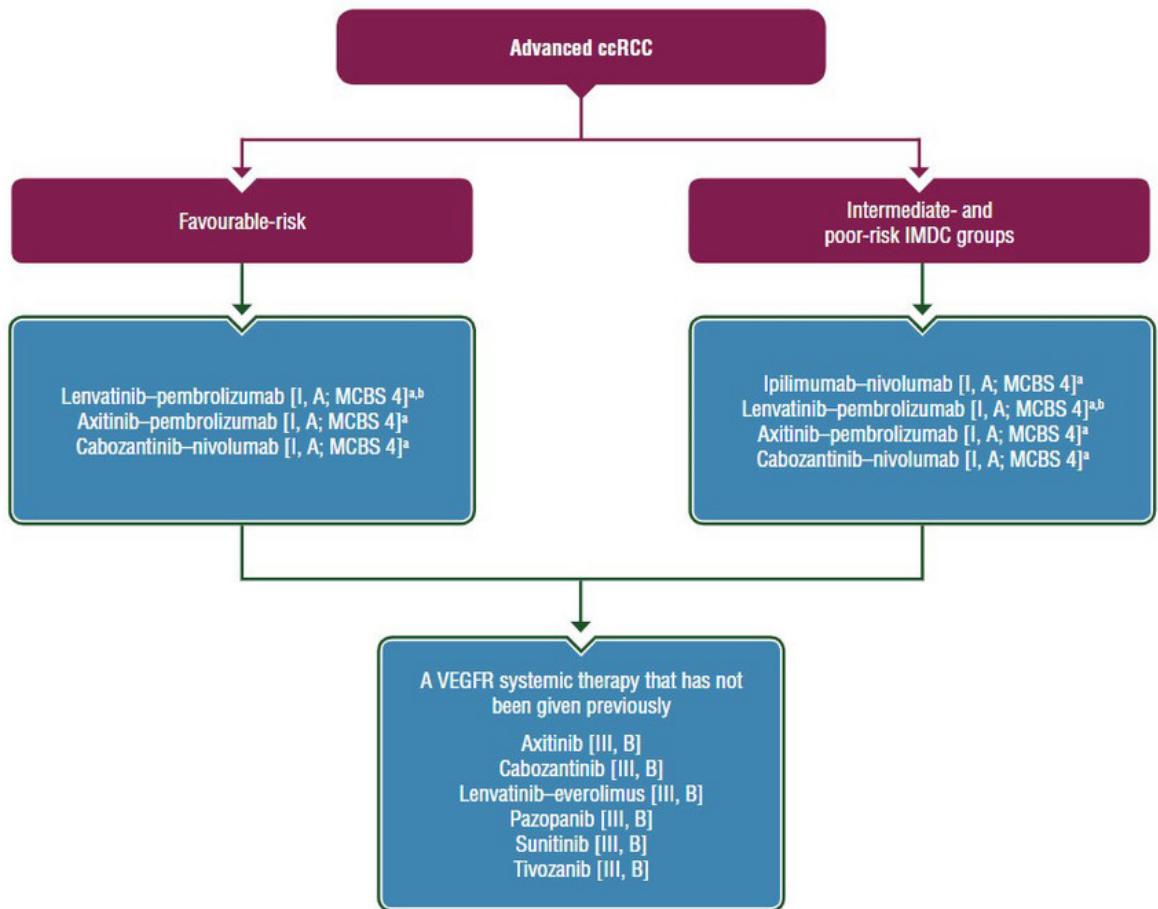 Advanced ccRCC
Favourable-risk
Intermediate- and
poor-risk IMDC groups
Lenvatinib–pembrolizumab [I, A; MCBS 4]ᵃ,ᵇ
Axitinib–pembrolizumab [I, A; MCBS 4]ᵃ
Cabozantinib–nivolumab [I, A; MCBS 4]ᵃ
Ipilimumab–nivolumab [I, A; MCBS 4]ᵃ
Lenvatinib–pembrolizumab [I, A; MCBS 4]ᵃ,ᵇ
Axitinib–pembrolizumab [I, A; MCBS 4]ᵃ
Cabozantinib–nivolumab [I, A; MCBS 4]ᵃ
A VEGFR systemic therapy that has not
been given previously
Axitinib [III, B]
Cabozantinib [III, B]
Lenvatinib–everolimus [III, B]
Pazopanib [III, B]
Sunitinib [III, B]
Tivozanib [III, B]